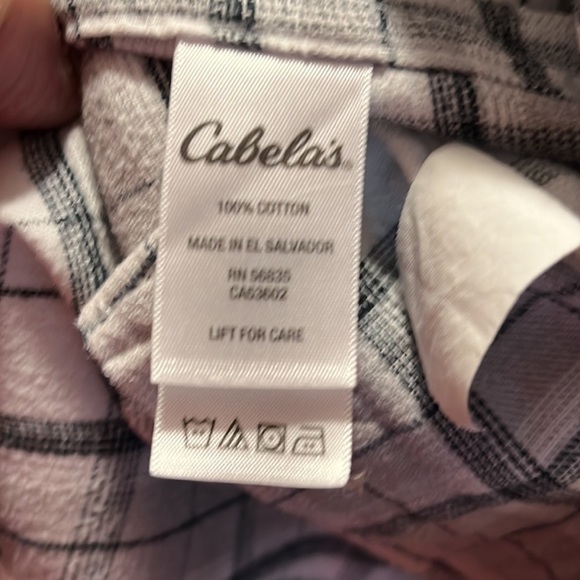 Cabela's
100% COTTON
MADE IN EL SALVADOR
RN 56835
CA53602
LIFT FOR CARE